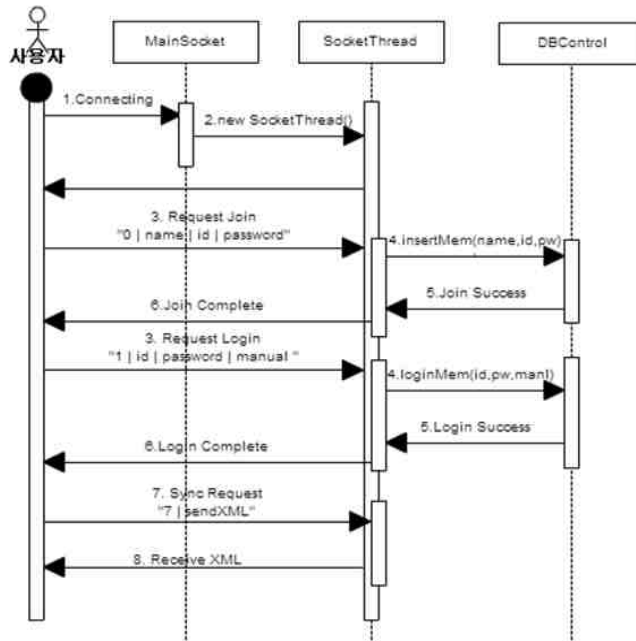 사용자
MainSocket
SocketThread
DBControl
1.Connecting
2.new SocketThread()
3. Request Join
"0 | name | id | password"
4.insertMem(name,id,pw)
5.Join Success
6.Join Complete
3. Request Login
"1 | id | password | manual "
4.loginMem(id,pw,manl)
5.Login Success
6.Login Complete
7. Sync Request
"7 | sendXML"
8. Receive XML